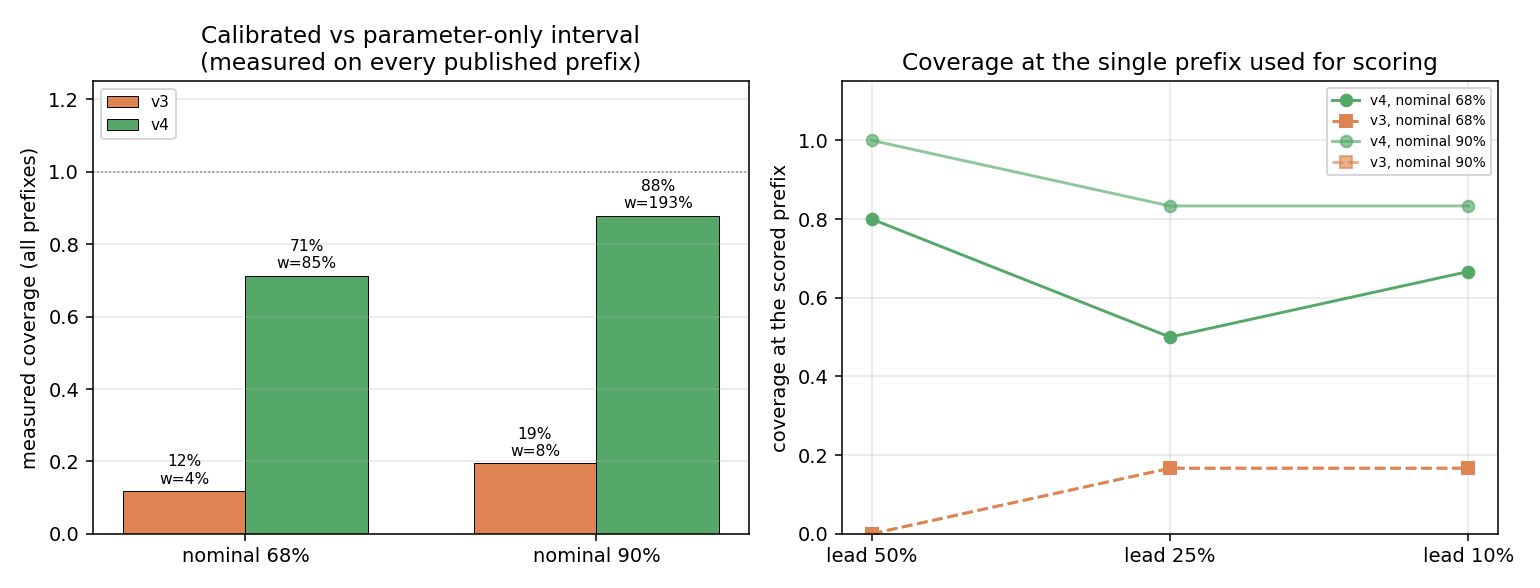 Calibrated vs parameter-only interval
(measured on every published prefix)
measured coverage (all prefixes)
1.2
1.0
0.8
0.6
0.4
0.2
0.0
v3
v4
12%
w=4%
71%
w=85%
19%
w=8%
88%
w=193%
nominal 68%
nominal 90%
Coverage at the single prefix used for scoring
coverage at the scored prefix
1.0
0.8
0.6
0.4
0.2
0.0
v4, nominal 68%
v3, nominal 68%
v4, nominal 90%
v3, nominal 90%
lead 50%
lead 25%
lead 10%